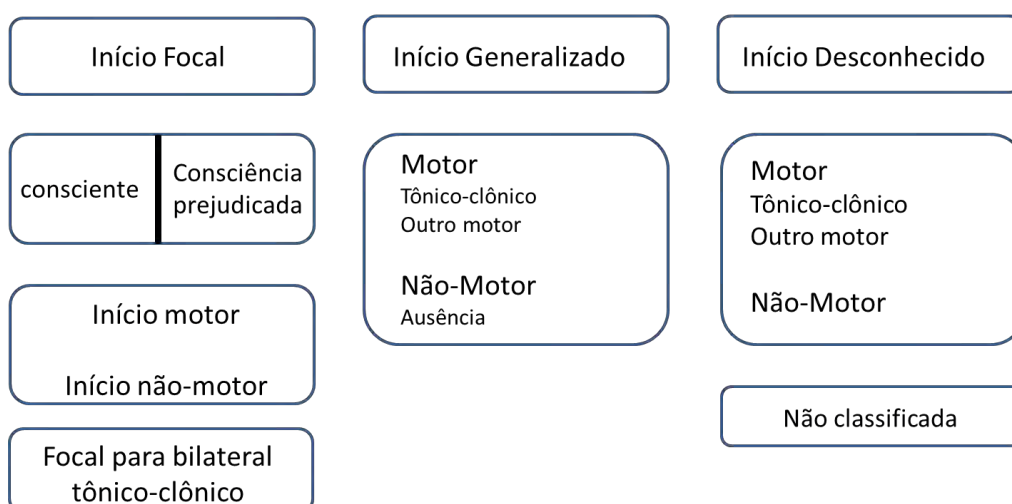 Início Focal
consciente
Consciência
prejudicada
Início motor
Início não-motor
Focal para bilateral
tônico-clônico
Início Generalizado
Motor
Tônico-clônico
Outro motor
Não-Motor
Ausência
Início Desconhecido
Motor
Tônico-clônico
Outro motor
Não-Motor
Não classificada